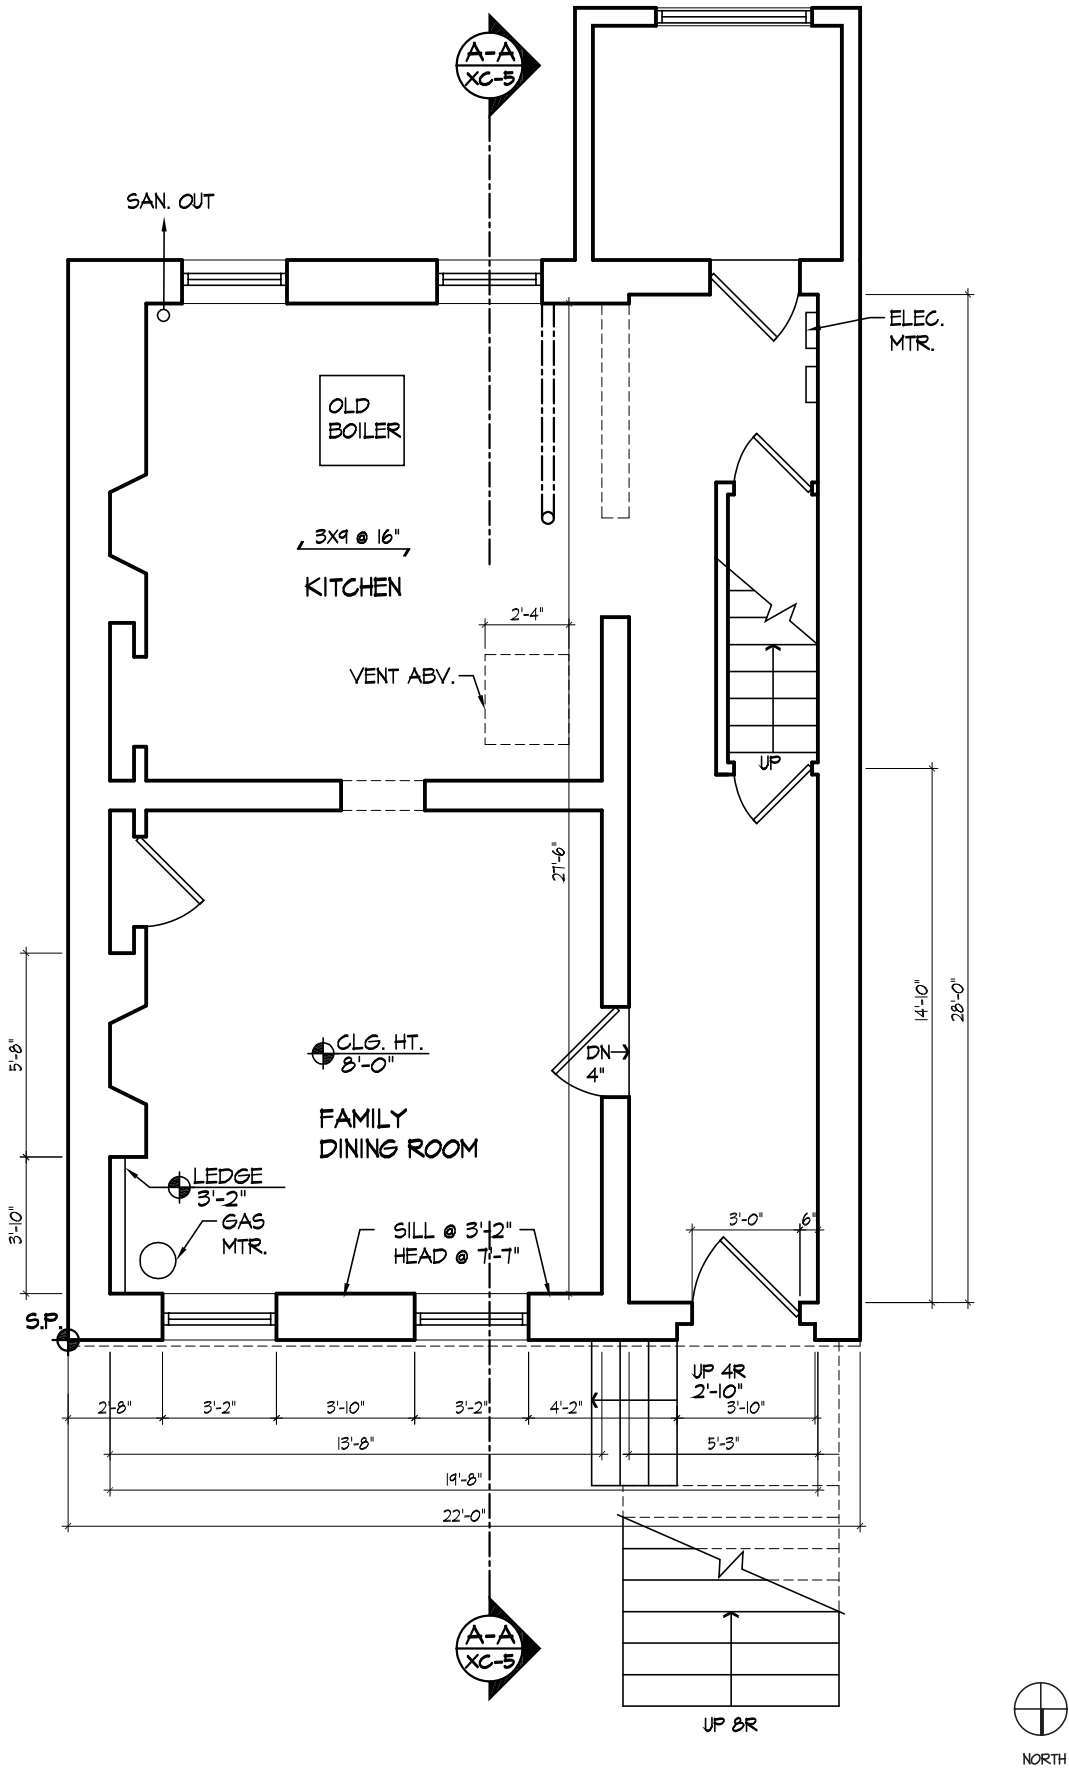 A-A
XC-5
SAN. OUT
ELEC.
MTR.
OLD
BOILER
3X9 @ 16"
KITCHEN
2'-4"
VENT ABV.
UP
27'-6"
14'-10"
28'-0"
5'-8"
CLG. HT.
8'-0"
DN
4"
FAMILY
DINING ROOM
LEDGE
3'-2"
GAS
MTR.
3'-10"
SILL @ 3'-2"
HEAD @ 7'-7"
3'-0"
6"
S.P.
UP 4R
2'-10"
2'-8"
3'-2"
3'-10"
3'-2"
4'-2"
3'-10"
13'-8"
5'-3"
19'-8"
22'-0"
A-A
XC-5
UP 8R
NORTH